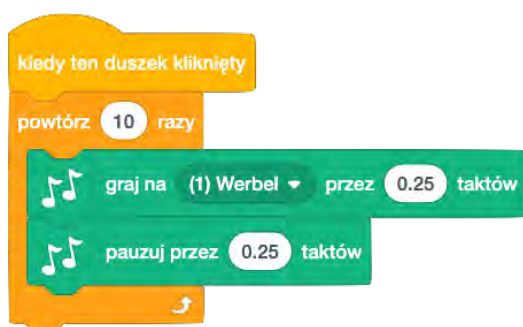 kiedy ten duszek kliknięty
powtórz 10 razy
graj na (1) Werbel przez 0.25 taktów
pauzuj przez 0.25 taktów